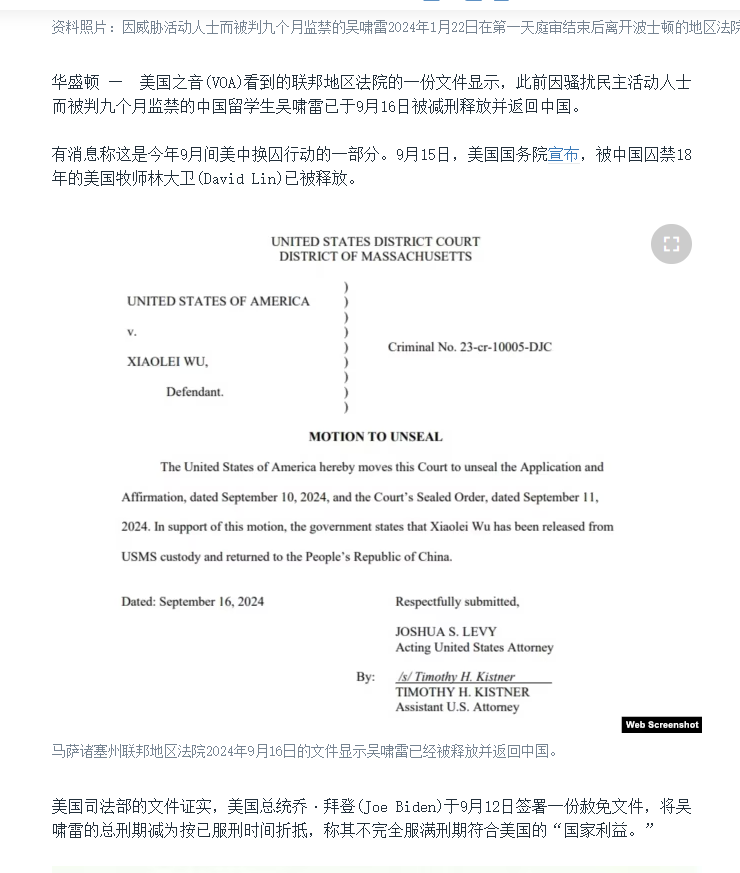 资料照片：因威胁活动人士而被判九个月监禁的吴啸雷2024年1月22日在第一天庭审结束后离开波士顿的地区法院
华盛顿 — 美国之音(VOA)看到的联邦地区法院的一份文件显示，此前因骚扰民主活动人士
而被判九个月监禁的中国留学生吴啸雷已于9月16日被减刑释放并返回中国。
有消息称这是今年9月间美中换囚行动的一部分。9月15日，美国国务院宣布，被中国囚禁18
年的美国牧师林大卫(David Lin)已被释放。
UNITED STATES DISTRICT COURT
DISTRICT OF MASSACHUSETTS
)
UNITED STATES OF AMERICA )
)
v. )
) Criminal No. 23-cr-10005-DJC
XIAOLEI WU, )
)
Defendant. )
)
MOTION TO UNSEAL
The United States of America hereby moves this Court to unseal the Application and
Affirmation, dated September 10, 2024, and the Court's Sealed Order, dated September 11,
2024. In support of this motion, the government states that Xiaolei Wu has been released from
USMS custody and returned to the People's Republic of China.
Dated: September 16, 2024 Respectfully submitted,
JOSHUA S. LEVY
Acting United States Attorney
By: /s/ Timothy H. Kistner
TIMOTHY H. KISTNER
Assistant U.S. Attorney
Web Screenshot
马萨诸塞州联邦地区法院2024年9月16日的文件显示吴啸雷已经被释放并返回中国。
美国司法部的文件证实，美国总统乔·拜登(Joe Biden)于9月12日签署一份赦免文件，将吴
啸雷的总刑期减为按已服刑时间折抵，称其不完全服满刑期符合美国的“国家利益。”